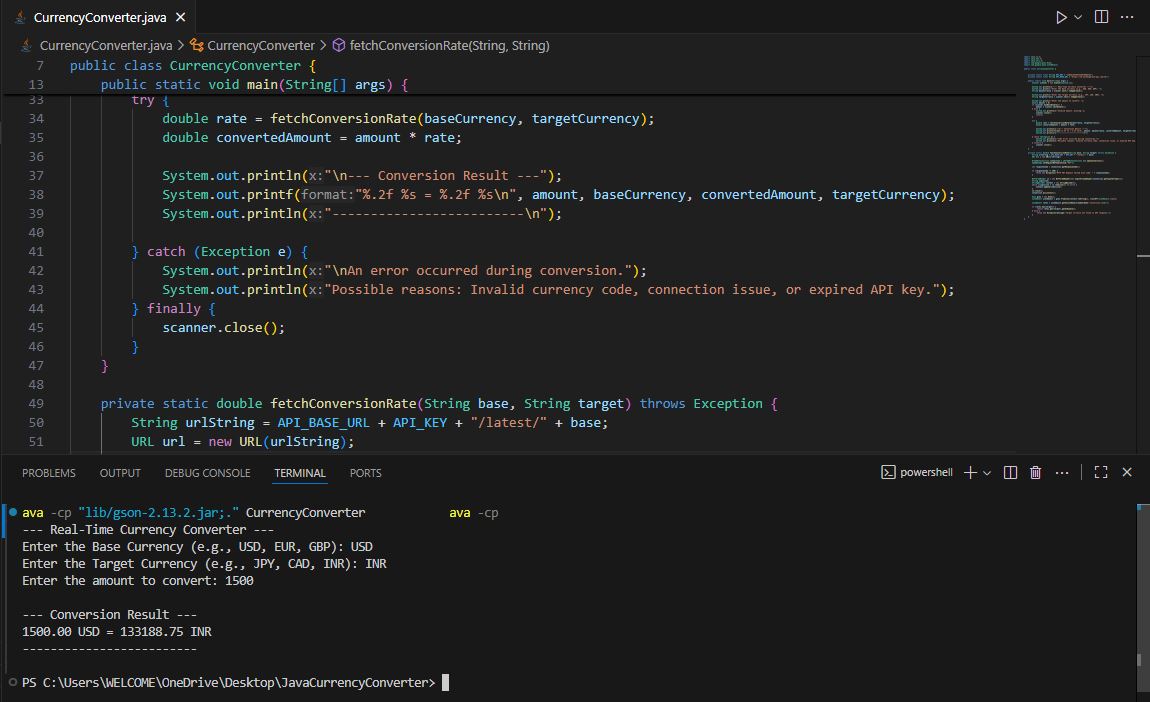 CurrencyConverter.java
CurrencyConverter.java > CurrencyConverter > fetchConversionRate(String, String)
7 public class CurrencyConverter {
13 public static void main(String[] args) {
33 try {
34 double rate = fetchConversionRate(baseCurrency, targetCurrency);
35 double convertedAmount = amount * rate;
36
37 System.out.println(x:"\n--- Conversion Result ---");
38 System.out.printf(format:"%.2f %s = %.2f %s\n", amount, baseCurrency, convertedAmount, targetCurrency);
39 System.out.println(x:"-------------------------\n");
40
41 } catch (Exception e) {
42 System.out.println(x:"\nAn error occurred during conversion.");
43 System.out.println(x:"Possible reasons: Invalid currency code, connection issue, or expired API key.");
44 } finally {
45 scanner.close();
46 }
47 }
48
49 private static double fetchConversionRate(String base, String target) throws Exception {
50 String urlString = API_BASE_URL + API_KEY + "/latest/" + base;
51 URL url = new URL(urlString);
PROBLEMS OUTPUT DEBUG CONSOLE TERMINAL PORTS powershell
ava -cp "lib/gson-2.13.2.jar;." CurrencyConverter ava -cp
--- Real-Time Currency Converter ---
Enter the Base Currency (e.g., USD, EUR, GBP): USD
Enter the Target Currency (e.g., JPY, CAD, INR): INR
Enter the amount to convert: 1500
--- Conversion Result ---
1500.00 USD = 133188.75 INR
-------------------------
PS C:\Users\WELCOME\OneDrive\Desktop\JavaCurrencyConverter>